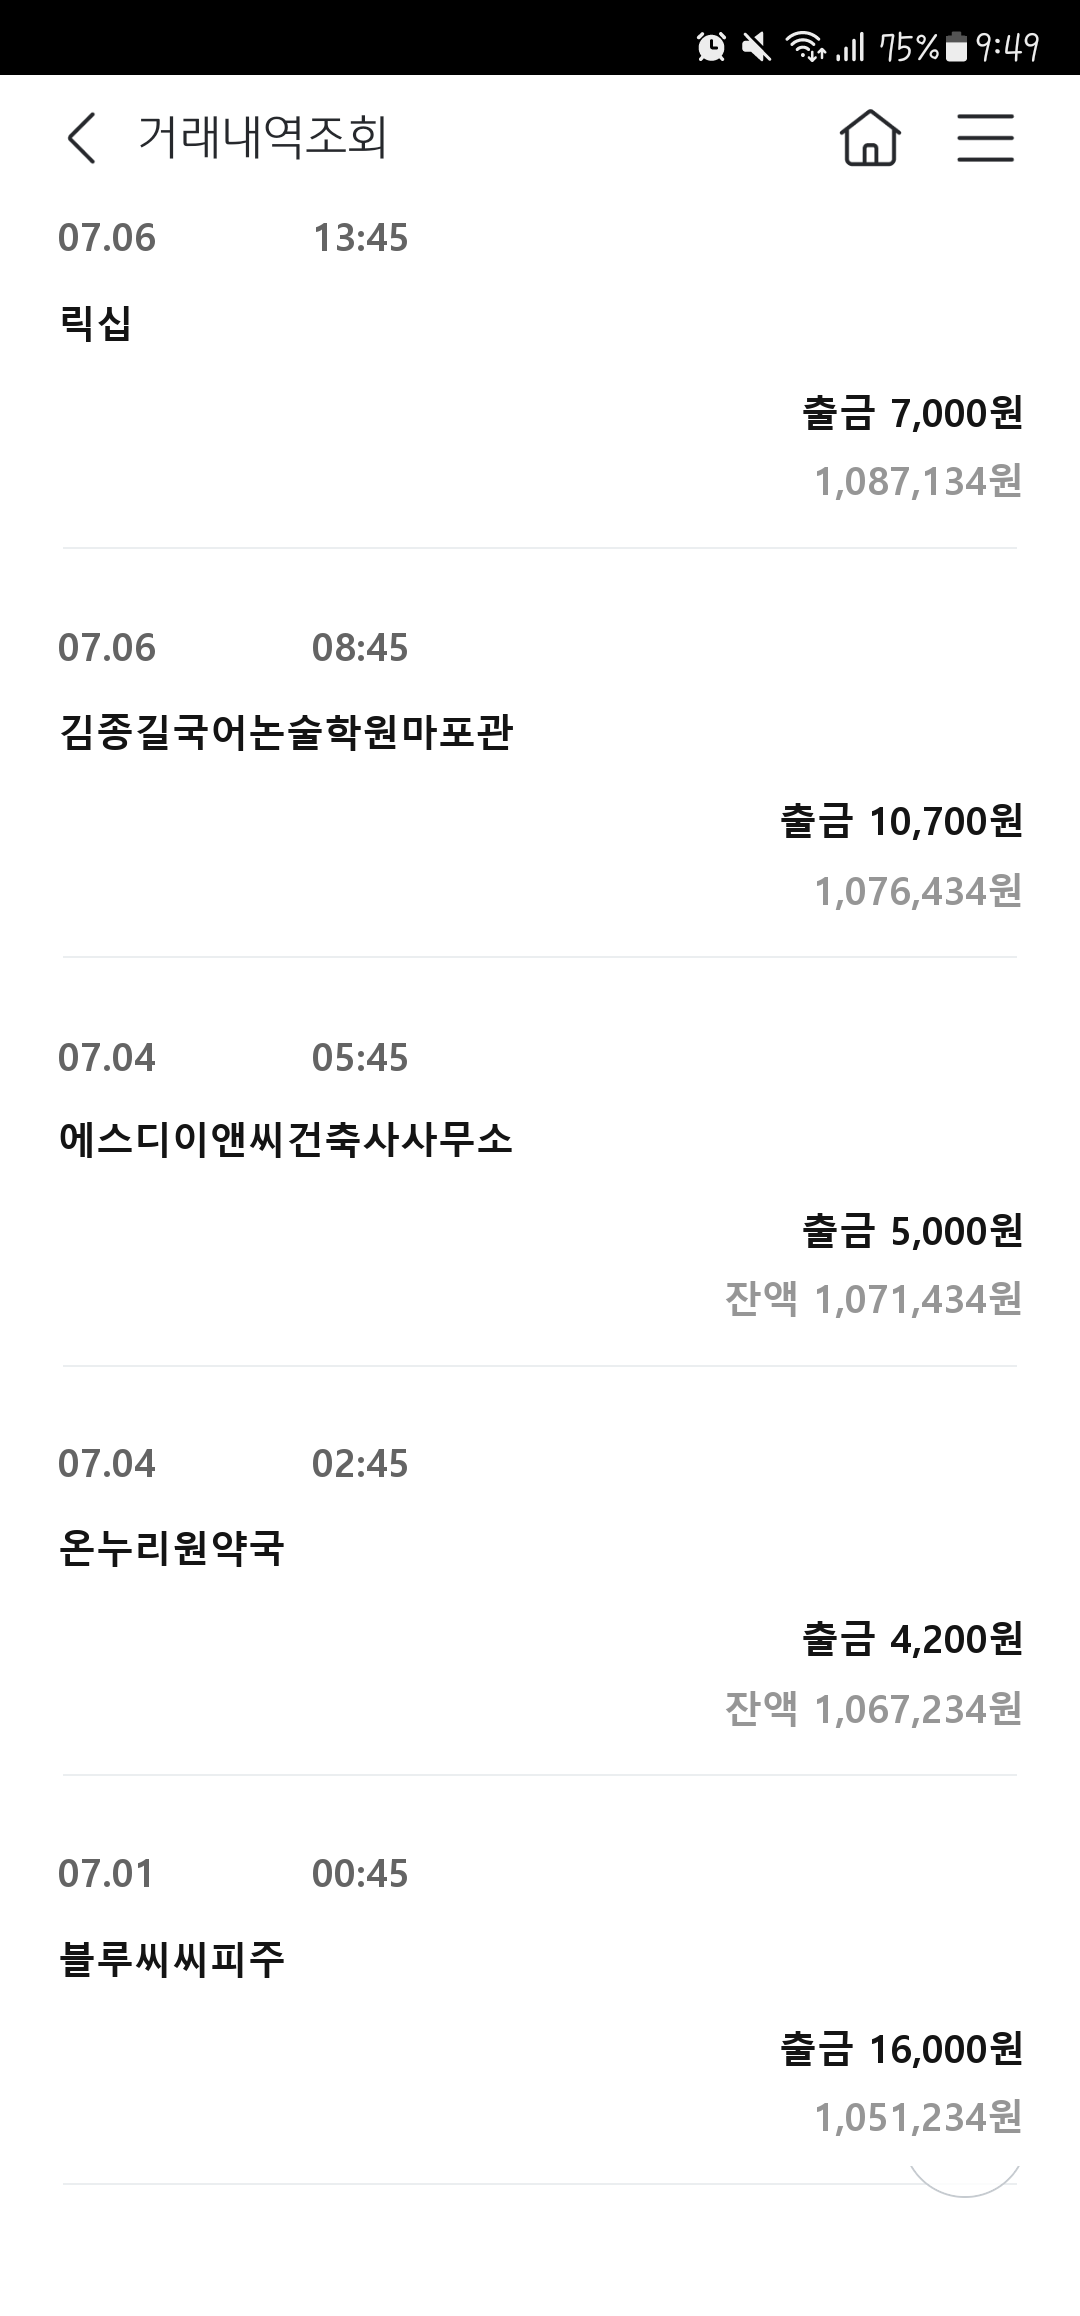 75% 9:49
거래내역조회
07.06 13:45
릭십
출금 7,000원
1,087,134원
07.06 08:45
김종길국어논술학원마포관
출금 10,700원
1,076,434원
07.04 05:45
에스디이앤씨건축사사무소
출금 5,000원
잔액 1,071,434원
07.04 02:45
온누리원약국
출금 4,200원
잔액 1,067,234원
07.01 00:45
블루씨씨피주
출금 16,000원
1,051,234원